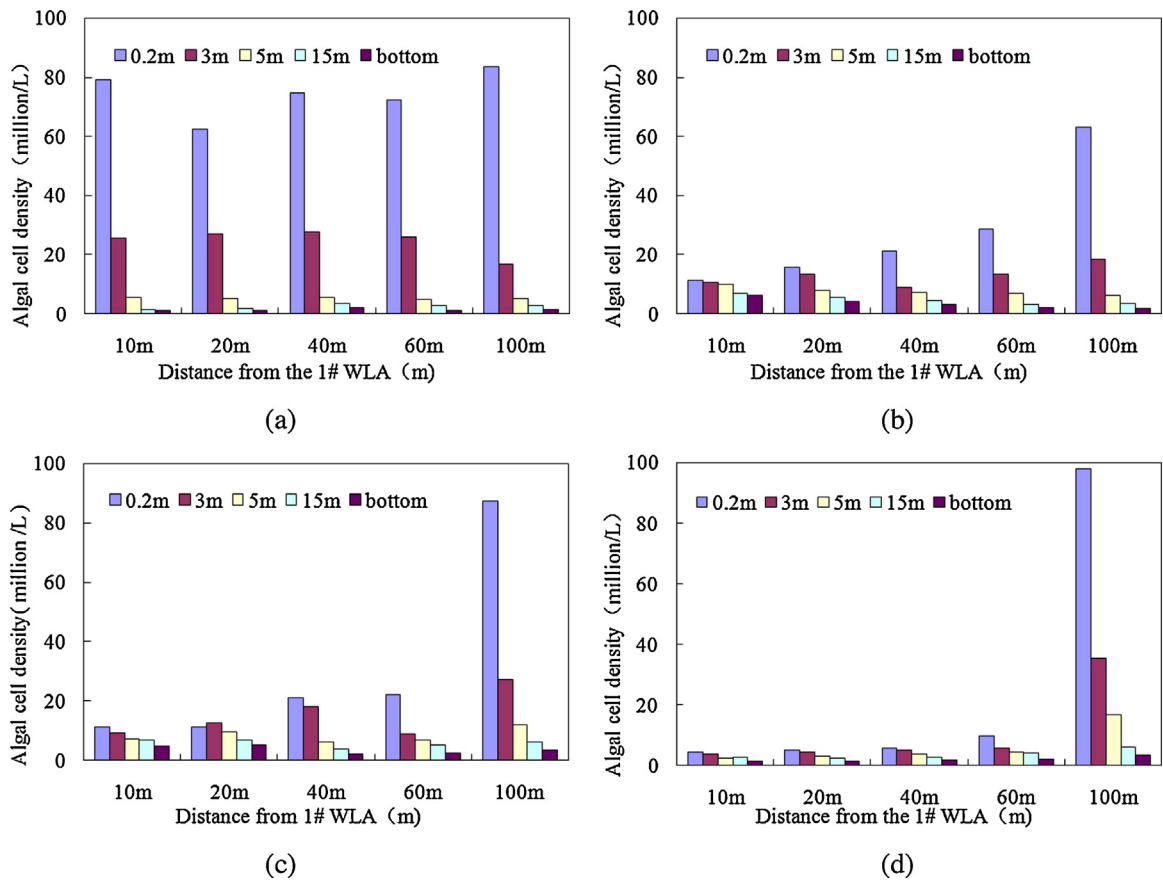 100
80
60
40
20
0
Algal cell density（million/L）
0.2m 3m 5m 15m bottom
10m 20m 40m 60m 100m
Distance from the 1# WLA（m）
(a)
100
80
60
40
20
0
Algal cell density（million/L）
0.2m 3m 5m 15m bottom
10m 20m 40m 60m 100m
Distance from the 1# WLA（m）
(b)
100
80
60
40
20
0
Algal cell density( million /L)
0.2m 3m 5m 15m bottom
10m 20m 40m 60m 100m
Distance from 1# WLA（m）
(c)
100
80
60
40
20
0
Algal cell density（million/L）
0.2m 3m 5m 15m bottom
10m 20m 40m 60m 100m
Distance from the 1# WLA（m）
(d)